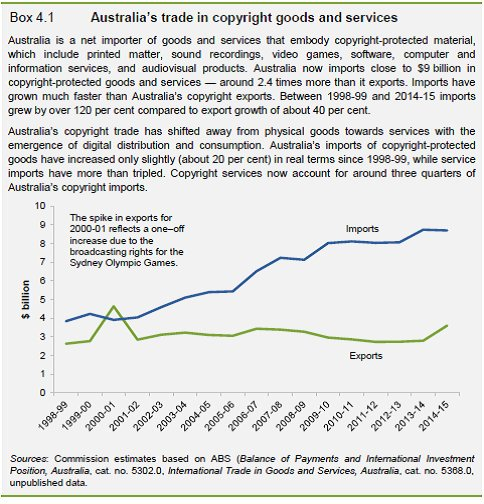 Box 4.1 Australia's trade in copyright goods and services
Australia is a net importer of goods and services that embody copyright-protected material,
which include printed matter, sound recordings, video games, software, computer and
information services, and audiovisual products. Australia now imports close to $9 billion in
copyright-protected goods and services — around 2.4 times more than it exports. Imports have
grown much faster than Australia's copyright exports. Between 1998-99 and 2014-15 imports
grew by over 120 per cent compared to export growth of about 40 per cent.
Australia's copyright trade has shifted away from physical goods towards services with the
emergence of digital distribution and consumption. Australia's imports of copyright-protected
goods have increased only slightly (about 20 per cent) in real terms since 1998-99, while service
imports have more than tripled. Copyright services now account for around three quarters of
Australia's copyright imports.
10
9
8
7
6
5
4
3
2
1
0
$ billion
The spike in exports for
2000-01 reflects a one–off
increase due to the
broadcasting rights for the
Sydney Olympic Games.
Imports
Exports
1998-99
1999-00
2000-01
2001-02
2002-03
2003-04
2004-05
2005-06
2006-07
2007-08
2008-09
2009-10
2010-11
2011-12
2012-13
2013-14
2014-15
Sources: Commission estimates based on ABS (Balance of Payments and International Investment
Position, Australia, cat. no. 5302.0, International Trade in Goods and Services, Australia, cat. no. 5368.0,
unpublished data.